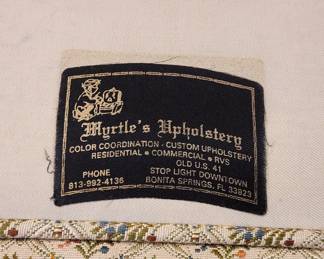 Myrtle's Upholstery
COLOR COORDINATION - CUSTOM UPHOLSTERY
RESIDENTIAL • COMMERCIAL • RVS
OLD U.S. 41
PHONE STOP LIGHT DOWNTOWN
813-992-4136 BONITA SPRINGS, FL 33923